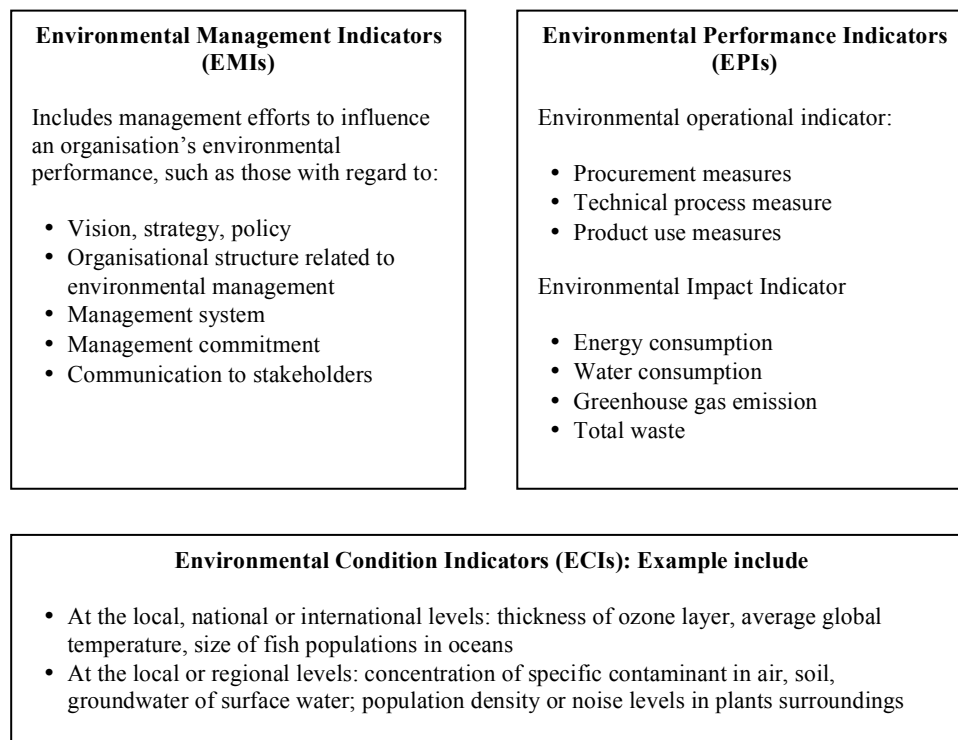 Environmental Management Indicators
(EMIs)
Includes management efforts to influence
an organisation’s environmental
performance, such as those with regard to:
• Vision, strategy, policy
• Organisational structure related to
environmental management
• Management system
• Management commitment
• Communication to stakeholders
Environmental Performance Indicators
(EPIs)
Environmental operational indicator:
• Procurement measures
• Technical process measure
• Product use measures
Environmental Impact Indicator
• Energy consumption
• Water consumption
• Greenhouse gas emission
• Total waste
Environmental Condition Indicators (ECIs): Example include
• At the local, national or international levels: thickness of ozone layer, average global
temperature, size of fish populations in oceans
• At the local or regional levels: concentration of specific contaminant in air, soil,
groundwater of surface water; population density or noise levels in plants surroundings